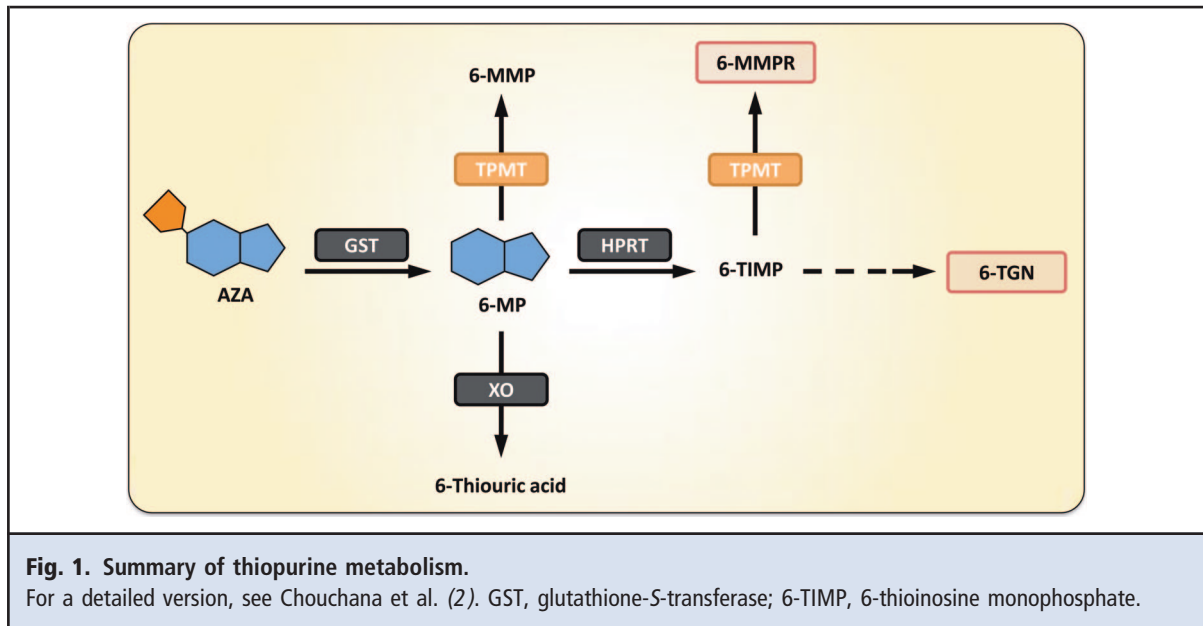 6-MMP
6-MMPR
TPMT
TPMT
GST
HPRT
AZA
6-MP
6-TIMP
6-TGN
XO
6-Thiouric acid
Fig. 1. Summary of thiopurine metabolism.
For a detailed version, see Chouchana et al. (2). GST, glutathione-S-transferase; 6-TIMP, 6-thioinosine monophosphate.